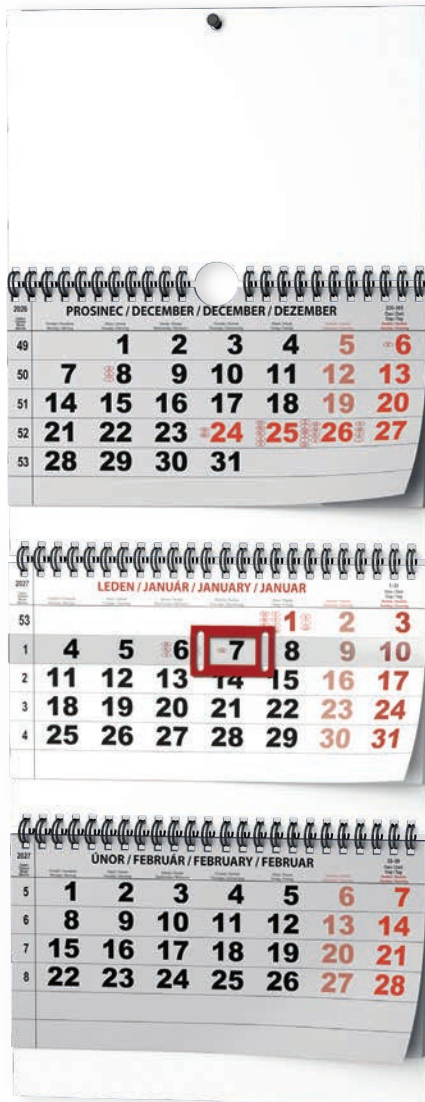 2026 PROSINEC / DECEMBER / DECEMBER / DEZEMBER
49 1 2 3 4 5 6
50 7 8 9 10 11 12 13
51 14 15 16 17 18 19 20
52 21 22 23 24 25 26 27
53 28 29 30 31
2027 LEDEN / JANUÁR / JANUARY / JANUAR 1-31
53 1 2 3
1 4 5 6 7 8 9 10
2 11 12 13 14 15 16 17
3 18 19 20 21 22 23 24
4 25 26 27 28 29 30 31
2027 ÚNOR / FEBRUÁR / FEBRUARY / FEBRUAR
5 1 2 3 4 5 6 7
6 8 9 10 11 12 13 14
7 15 16 17 18 19 20 21
8 22 23 24 25 26 27 28